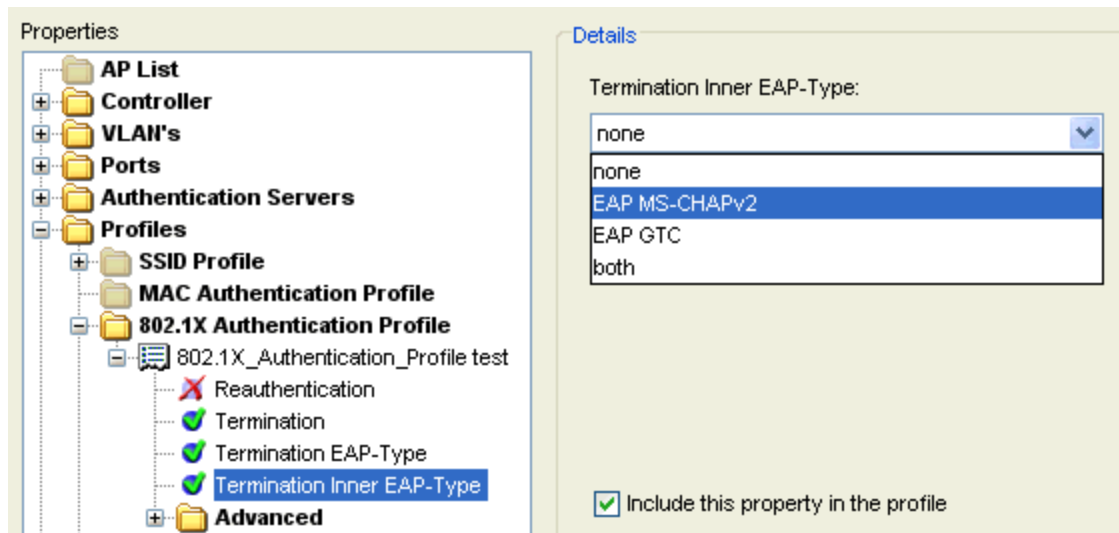 Properties
AP List
Controller
VLAN's
Ports
Authentication Servers
Profiles
SSID Profile
MAC Authentication Profile
802.1X Authentication Profile
802.1X_Authentication_Profile test
Reauthentication
Termination
Termination EAP-Type
Termination Inner EAP-Type
Advanced
Details
Termination Inner EAP-Type:
none
none
EAP MS-CHAPv2
EAP GTC
both
Include this property in the profile